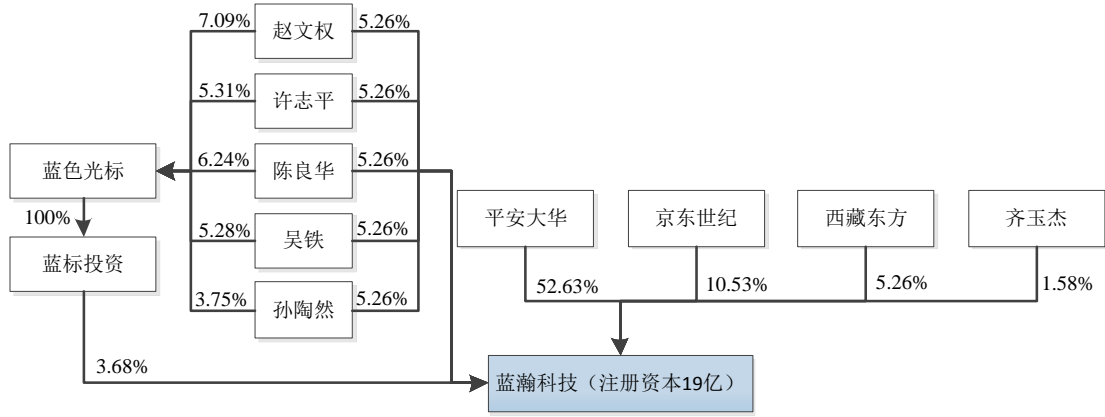 7.09%
赵文权
5.26%
5.31%
许志平
5.26%
蓝色光标
6.24%
陈良华
5.26%
平安大华
京东世纪
西藏东方
齐玉杰
100%
5.28%
吴铁
5.26%
蓝标投资
52.63%
10.53%
5.26%
1.58%
3.75%
孙陶然
5.26%
3.68%
蓝瀚科技（注册资本19亿）